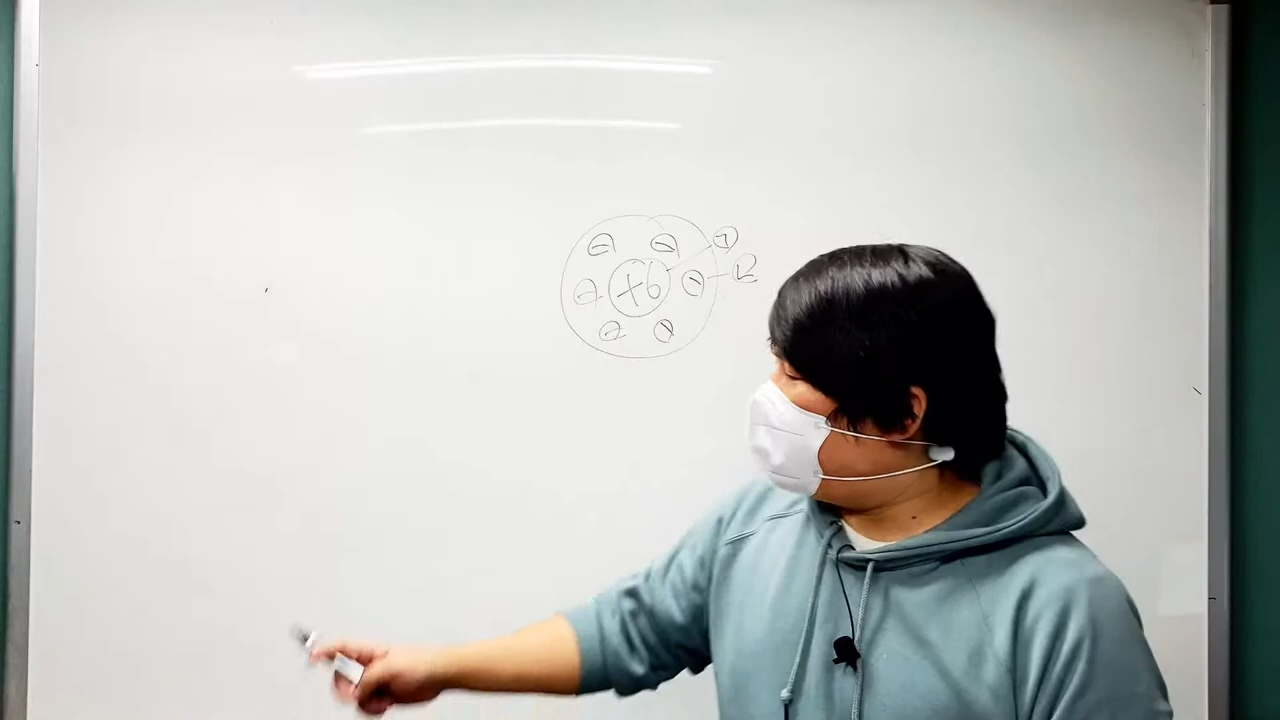 ⊖ ⊖ ㄱ
⊖ +6 ⊖ ㄴ
⊖ ⊖